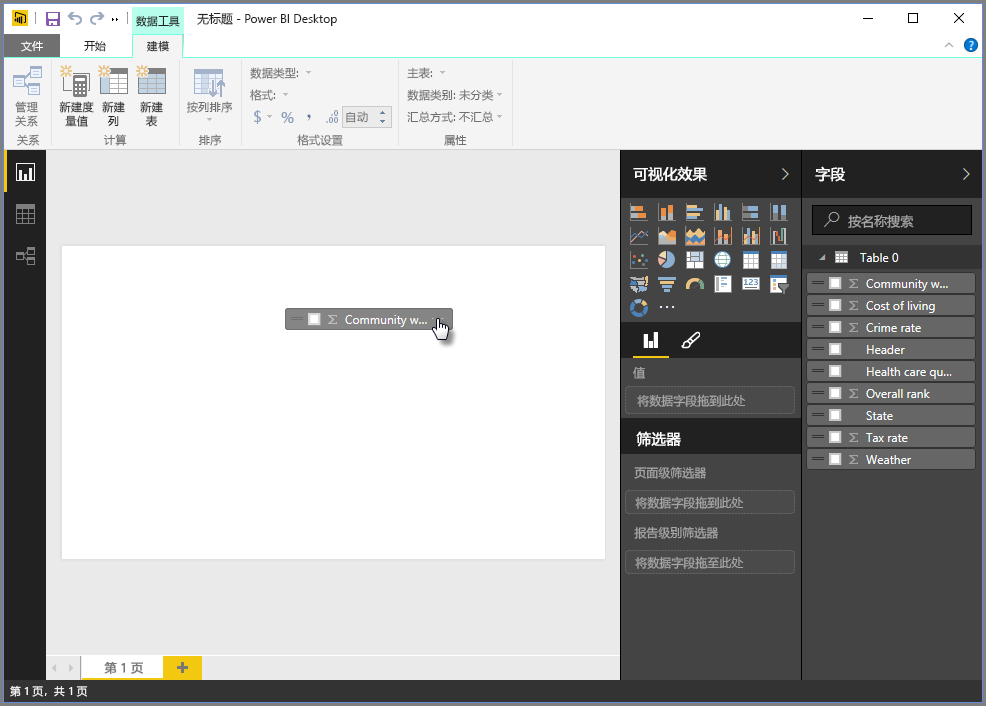 数据工具
无标题 - Power BI Desktop
文件
开始
建模
管理
关系
新建度
量值
新建
列
新建
表
按列排序
数据类型:
格式:
$ % , .00 自动
主表:
数据类别: 未分类
汇总方式: 不汇总
关系
计算
排序
格式设置
属性
可视化效果
字段
按名称搜索
Table 0
Community w...
Cost of living
Crime rate
Header
Health care qu...
Overall rank
State
Tax rate
Weather
Community w...
123
值
将数据字段拖到此处
筛选器
页面级筛选器
将数据字段拖到此处
报告级别筛选器
将数据字段拖至此处
第 1 页
第 1 页，共 1 页